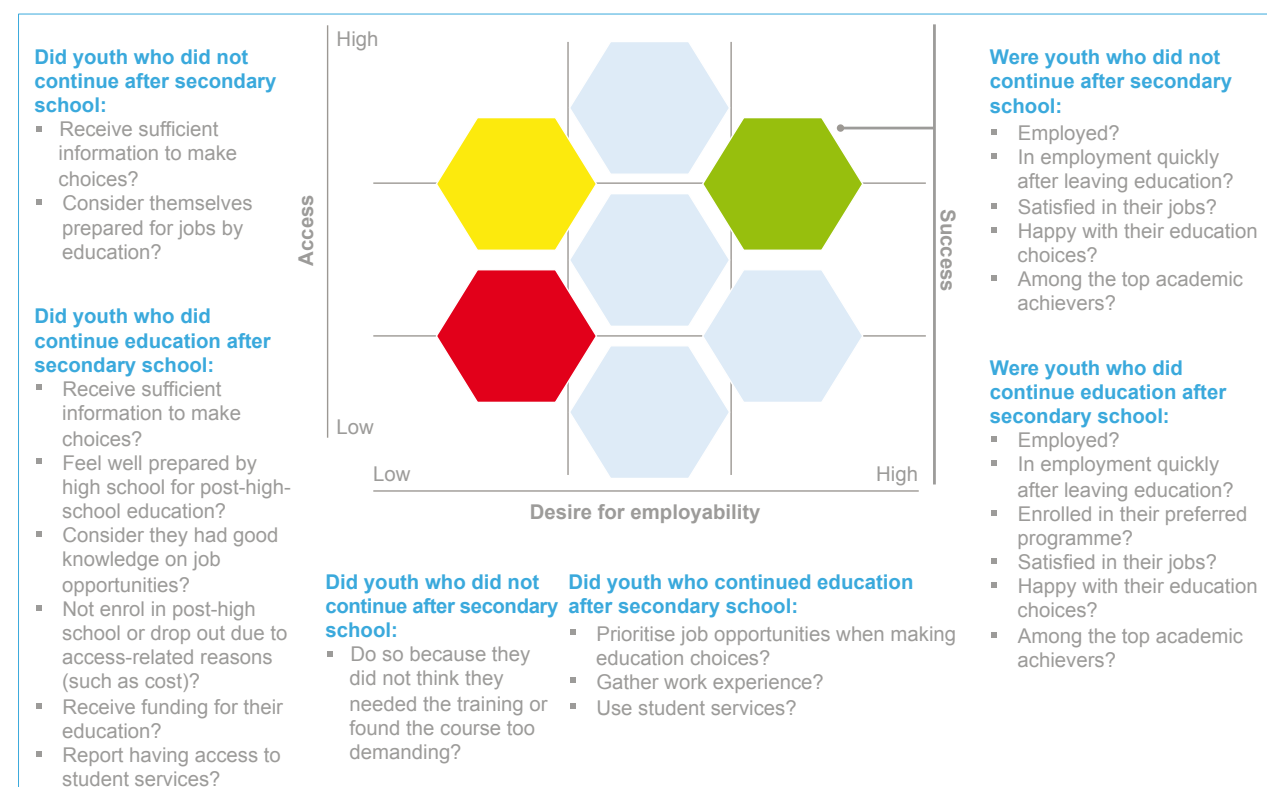 Did youth who did not
continue after secondary
school:
▪ Receive sufficient
information to make
choices?
▪ Consider themselves
prepared for jobs by
education?
Did youth who did
continue education after
secondary school:
▪ Receive sufficient
information to make
choices?
▪ Feel well prepared by
high school for post-high-
school education?
▪ Consider they had good
knowledge on job
opportunities?
▪ Not enrol in post-high
school or drop out due to
access-related reasons
(such as cost)?
▪ Receive funding for their
education?
▪ Report having access to
student services?
High
Access
Low
Low
High
Desire for employability
Success
Did youth who did not
continue after secondary
school:
▪ Do so because they
did not think they
needed the training or
found the course too
demanding?
Did youth who continued education
after secondary school:
▪ Prioritise job opportunities when making
education choices?
▪ Gather work experience?
▪ Use student services?
Were youth who did not
continue after secondary
school:
▪ Employed?
▪ In employment quickly
after leaving education?
▪ Satisfied in their jobs?
▪ Happy with their education
choices?
▪ Among the top academic
achievers?
Were youth who did
continue education after
secondary school:
▪ Employed?
▪ In employment quickly
after leaving education?
▪ Enrolled in their preferred
programme?
▪ Satisfied in their jobs?
▪ Happy with their education
choices?
▪ Among the top academic
achievers?